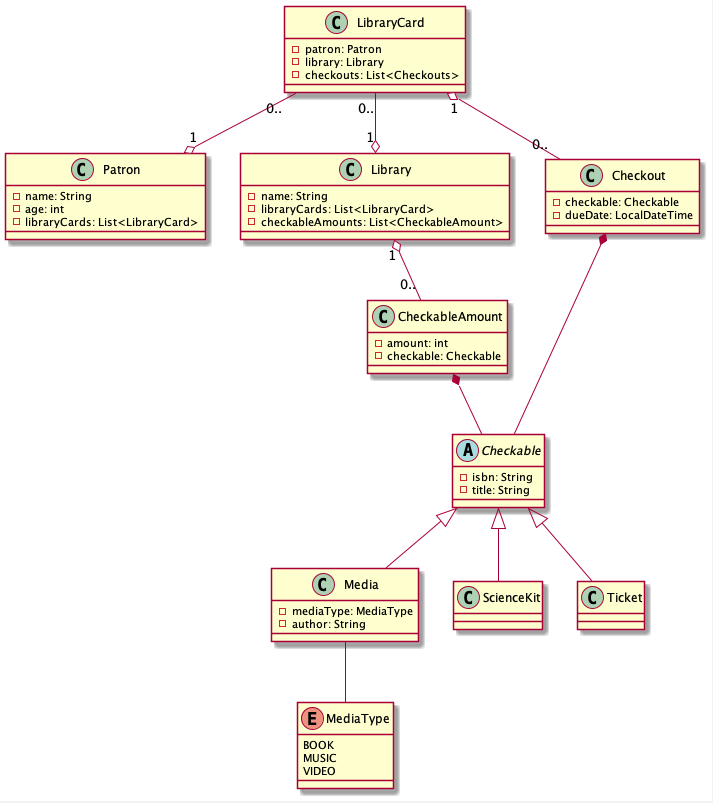 C LibraryCard
patron: Patron
library: Library
checkouts: List<Checkouts>
0.. 0.. 1
1 1 0..
C Patron
name: String
age: int
libraryCards: List<LibraryCard>
C Library
name: String
libraryCards: List<LibraryCard>
checkableAmounts: List<CheckableAmount>
C Checkout
checkable: Checkable
dueDate: LocalDateTime
1
0..
C CheckableAmount
amount: int
checkable: Checkable
A Checkable
isbn: String
title: String
C Media
mediaType: MediaType
author: String
C ScienceKit
C Ticket
E MediaType
BOOK
MUSIC
VIDEO